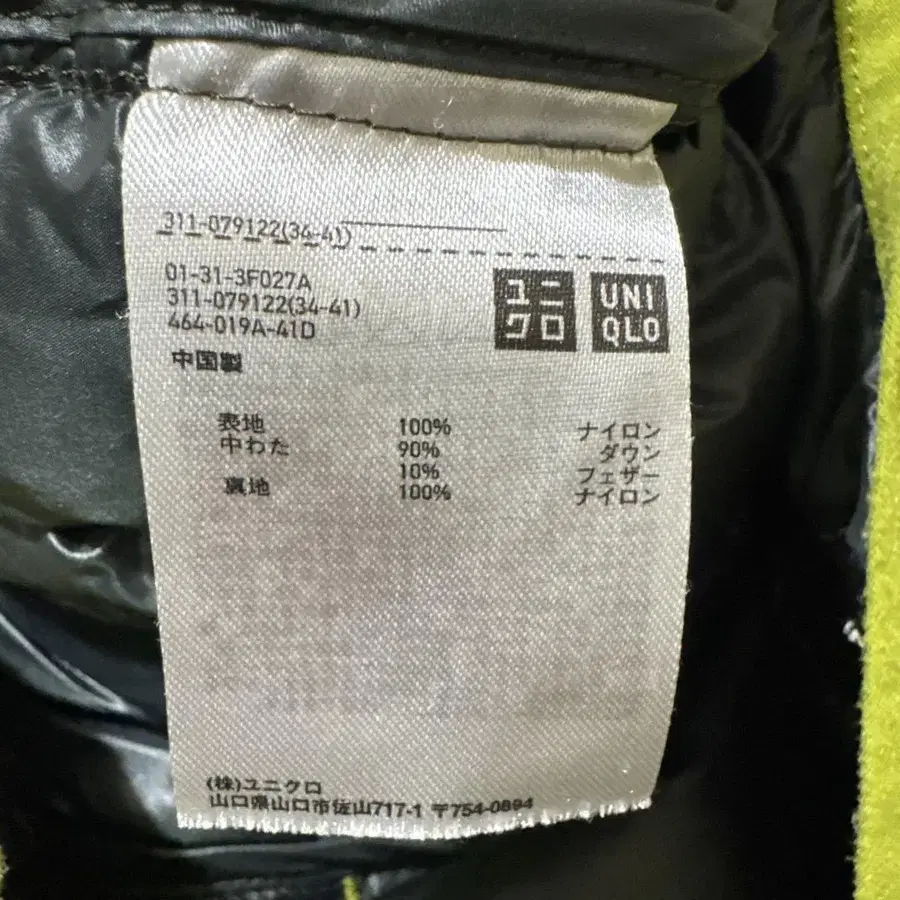 311-079122(34-41)
01-31-3F027A
311-079122(34-41)
464-019A-41D
中国製
ユニ
クロ
UNI
QLO
表地 100% ナイロン
中わた 90% ダウン
10% フェザー
裏地 100% ナイロン
(株)ユニクロ
山口県山口市佐山717-1 〒754-0894